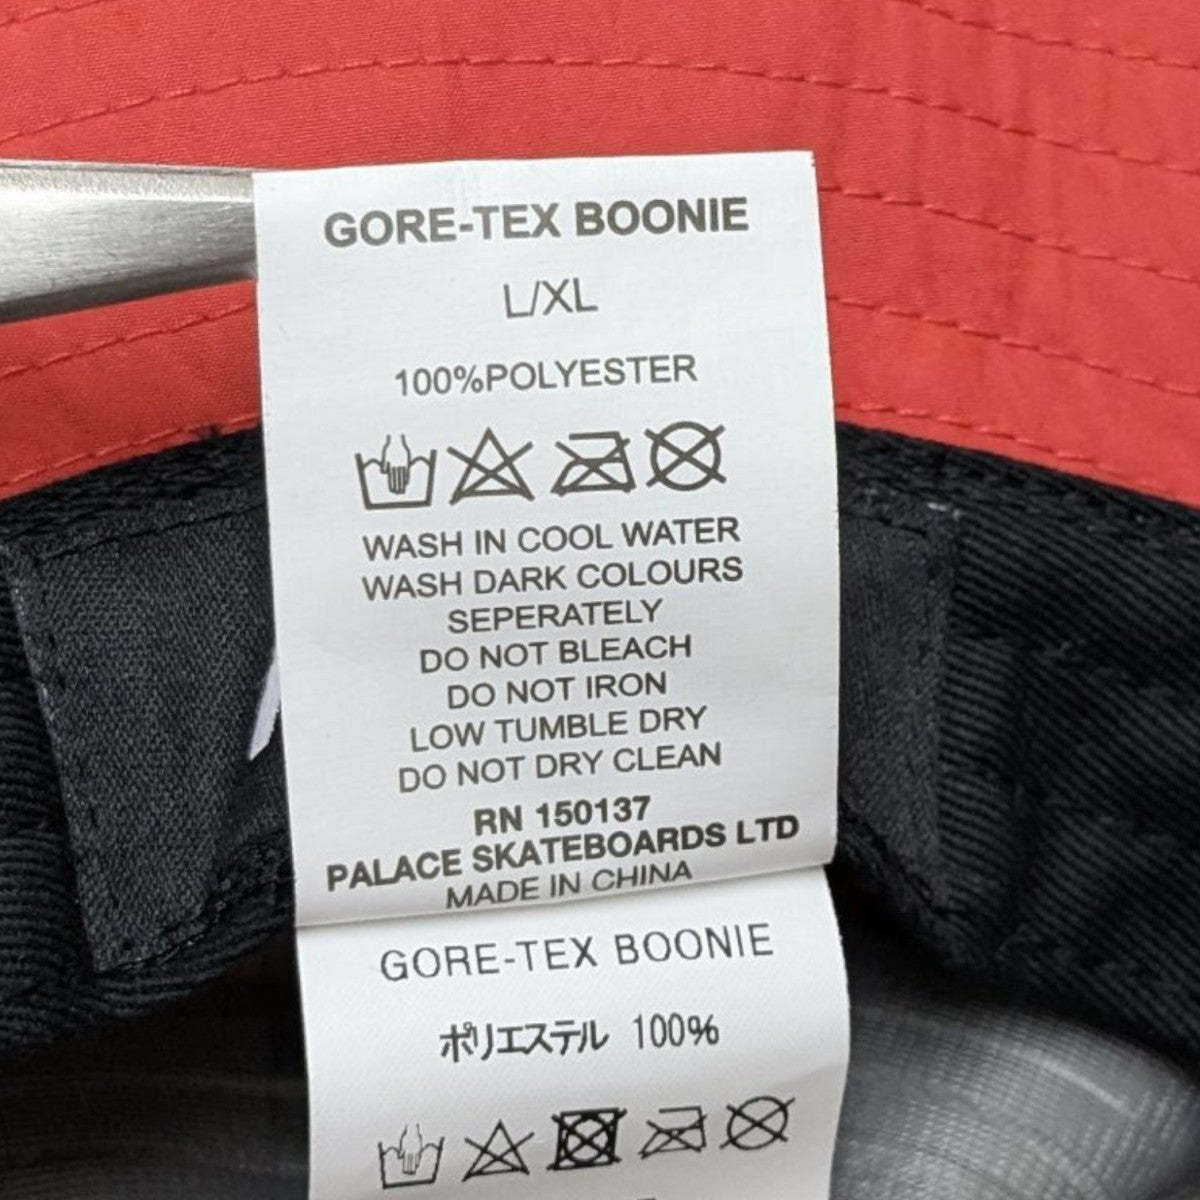 GORE-TEX BOONIE
L/XL
100%POLYESTER
WASH IN COOL WATER
WASH DARK COLOURS
SEPERATELY
DO NOT BLEACH
DO NOT IRON
LOW TUMBLE DRY
DO NOT DRY CLEAN
RN 150137
PALACE SKATEBOARDS LTD
MADE IN CHINA
GORE-TEX BOONIE
ポリエステル 100%